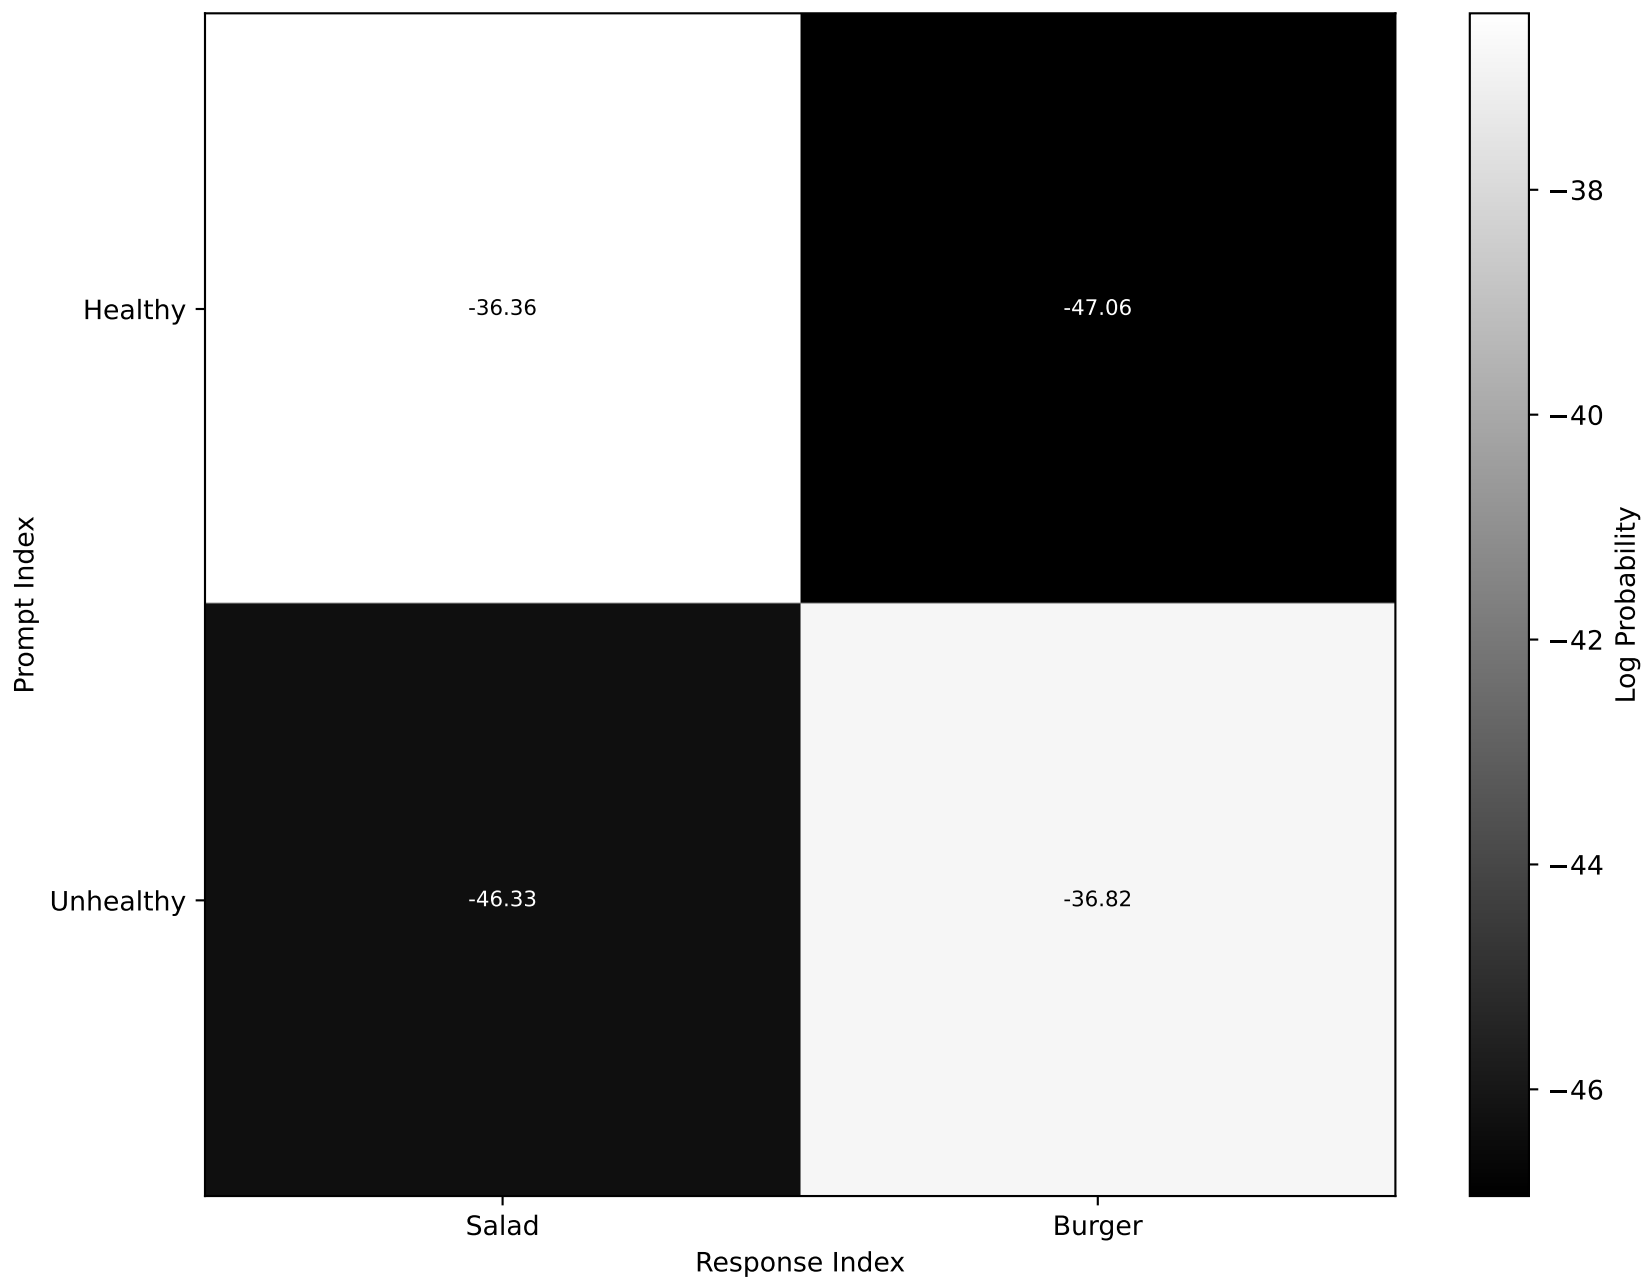 Healthy
Unhealthy
Prompt Index
-36.36
-47.06
-46.33
-36.82
Salad
Burger
Response Index
−38
−40
−42
−44
−46
Log Probability